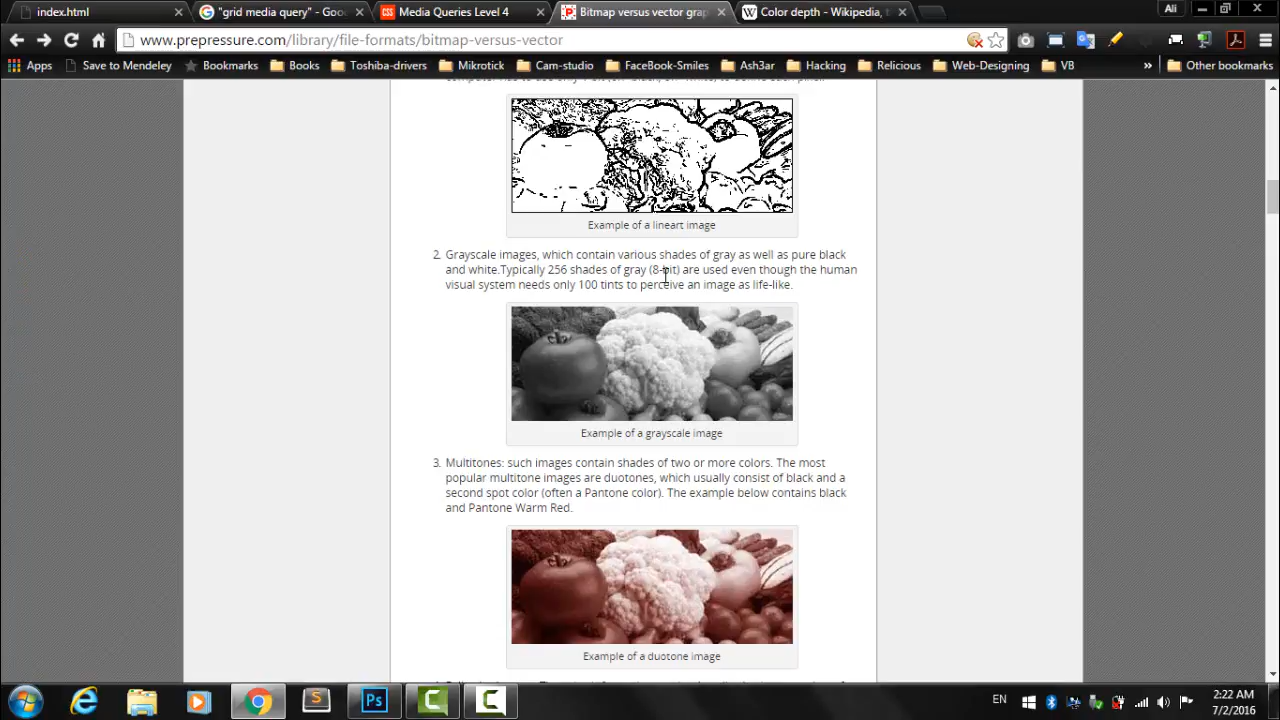 index.html
"grid media query" - Goo
Media Queries Level 4
Bitmap versus vector grap
Color depth - Wikipedia, t
Ali
www.prepressure.com/library/file-formats/bitmap-versus-vector
Apps
Save to Mendeley
Bookmarks
Books
Toshiba-drivers
Mikrotick
Cam-studio
FaceBook-Smiles
Ash3ar
Hacking
Relicious
Web-Designing
VB
»
Other bookmarks
Example of a lineart image
2. Grayscale images, which contain various shades of gray as well as pure black
and white.Typically 256 shades of gray (8-bit) are used even though the human
visual system needs only 100 tints to perceive an image as life-like.
Example of a grayscale image
3. Multitones: such images contain shades of two or more colors. The most
popular multitone images are duotones, which usually consist of black and a
second spot color (often a Pantone color). The example below contains black
and Pantone Warm Red.
Example of a duotone image
EN
2:22 AM
7/2/2016